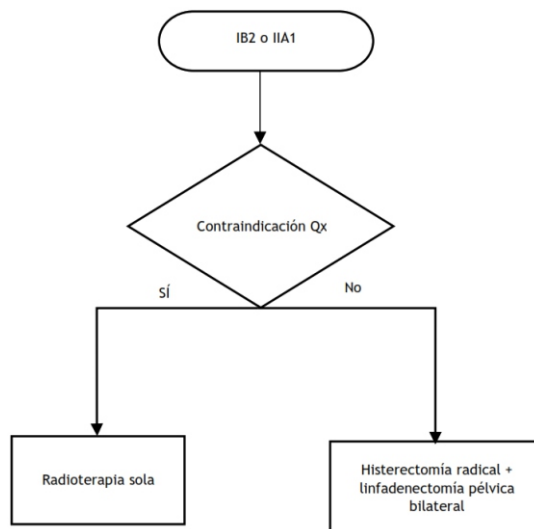 IB2 o IIA1
Contraindicación Qx
SÍ
No
Radioterapia sola
Histerectomía radical +
linfadenectomía pélvica
bilateral